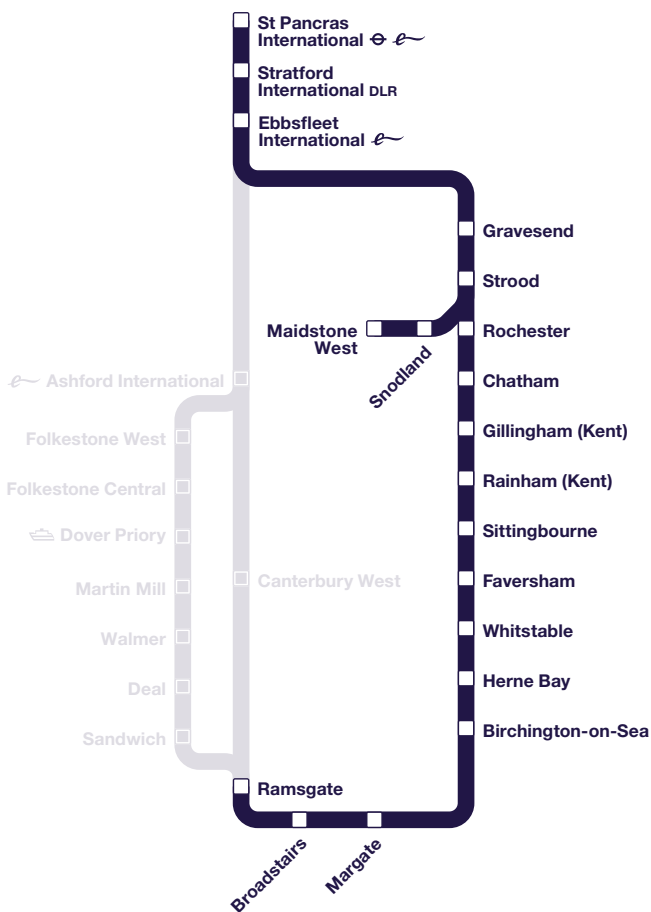 St Pancras
International
Stratford
International DLR
Ebbsfleet
International
Gravesend
Strood
Maidstone
West
Snodland
Rochester
Chatham
Gillingham (Kent)
Rainham (Kent)
Sittingbourne
Faversham
Whitstable
Herne Bay
Birchington-on-Sea
Ashford International
Folkestone West
Folkestone Central
Dover Priory
Martin Mill
Walmer
Deal
Sandwich
Canterbury West
Ramsgate
Broadstairs
Margate